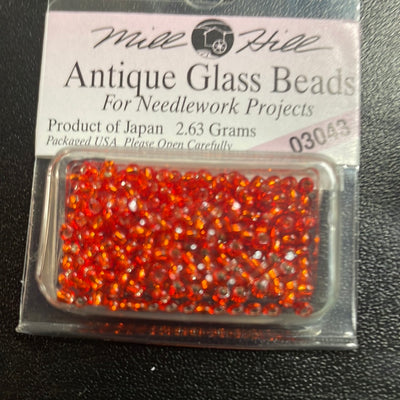 Mill Hill
Antique Glass Beads
For Needlework Projects
Product of Japan 2.63 Grams
03043
Packaged USA. Please Open Carefully